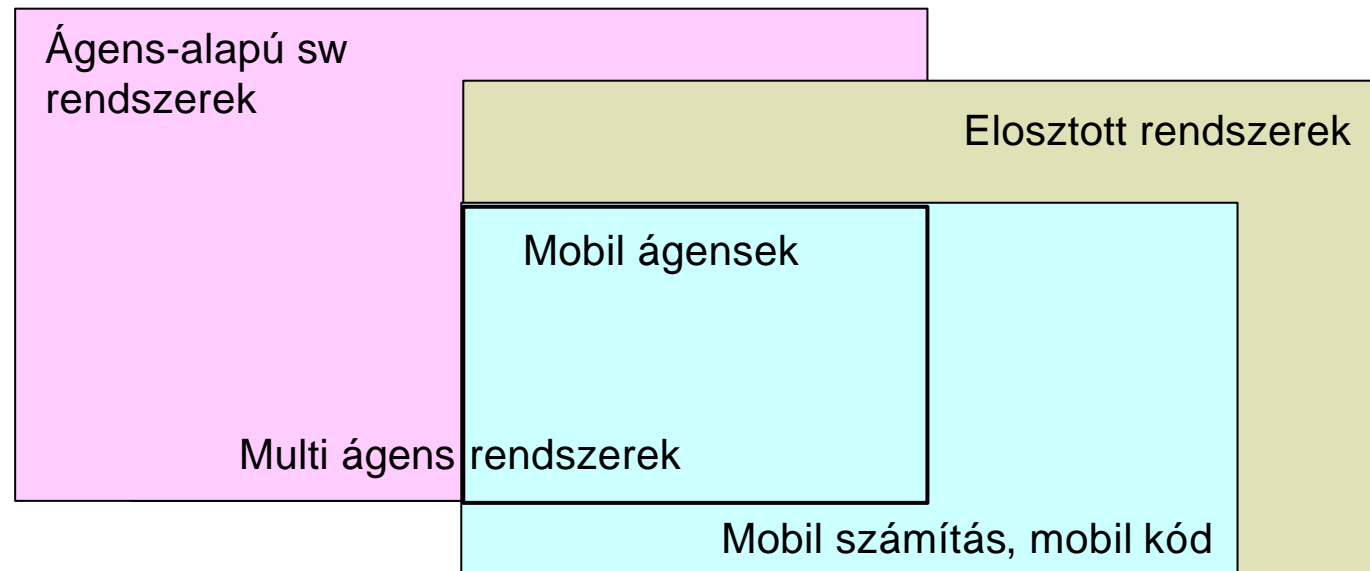 Ágens-alapú sw
rendszerek
Elosztott rendszerek
Mobil ágensek
Multi ágens rendszerek
Mobil számítás, mobil kód